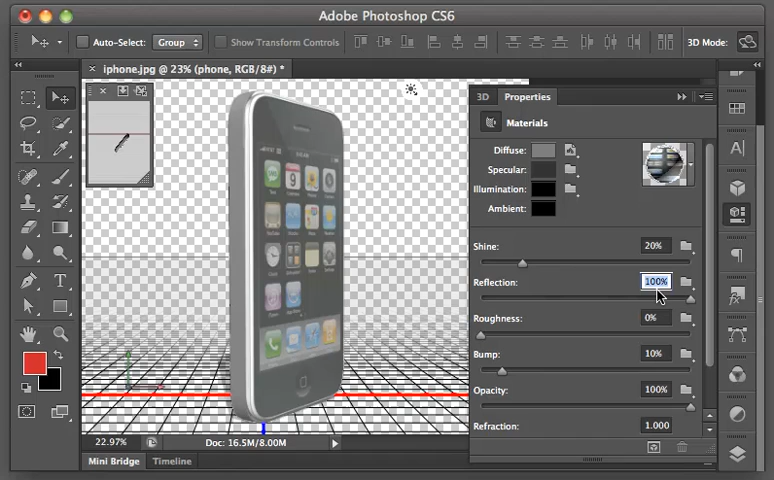 Adobe Photoshop CS6
Auto-Select: Group Show Transform Controls 3D Mode:
iphone.jpg @ 23% (phone, RGB/8#) *
3D Properties
Materials
Diffuse:
Specular:
Illumination:
Ambient:
Shine: 20%
Reflection: 100%
Roughness: 0%
Bump: 10%
Opacity: 100%
Refraction: 1.000
22.97% Doc: 16.5M/8.00M
Mini Bridge Timeline